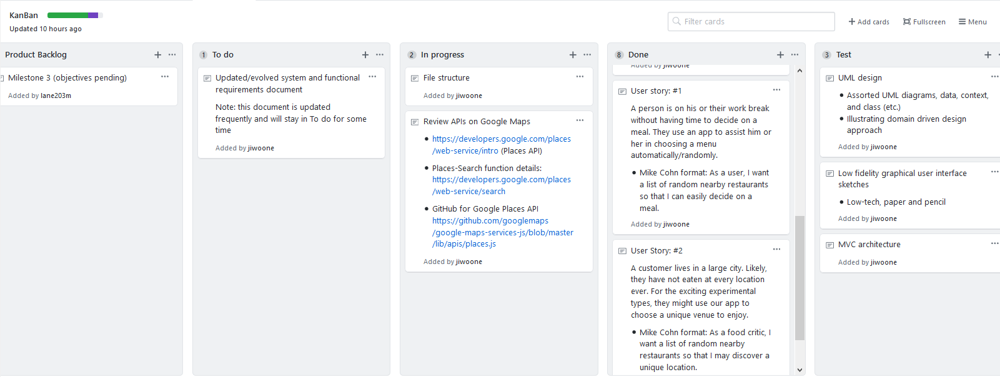 KanBan
Updated 10 hours ago
Filter cards
Add cards
Fullscreen
Menu
Product Backlog
Milestone 3 (objectives pending)
Added by lane203m
1 To do
Updated/evolved system and functional
requirements document
Note: this document is updated
frequently and will stay in To do for some
time
Added by jiwoone
2 In progress
File structure
Added by jiwoone
Review APIs on Google Maps
https://developers.google.com/places
/web-service/intro (Places API)
Places-Search function details:
https://developers.google.com/places
/web-service/search
GitHub for Google Places API
https://github.com/googlemaps
/google-maps-services-js/blob/master
/lib/apis/places.js
Added by jiwoone
8 Done
Added by jiwoone
User story: #1
A person is on his or their work break
without having time to decide on a
meal. They use an app to assist him or
her in choosing a menu
automatically/randomly.
Mike Cohn format: As a user, I want
a list of random nearby restaurants
so that I can easily decide on a
meal.
Added by jiwoone
User Story: #2
A customer lives in a large city. Likely,
they have not eaten at every location
ever. For the exciting experimental
types, they might use our app to
choose a unique venue to enjoy.
Mike Cohn format: As a food critic, I
want a list of random nearby
restaurants so that I may discover a
unique location.
3 Test
UML design
Assorted UML diagrams, data, context,
and class (etc.)
Illustrating domain driven design
approach
Added by jiwoone
Low fidelity graphical user interface
sketches
Low-tech, paper and pencil
Added by jiwoone
MVC architecture
Added by jiwoone